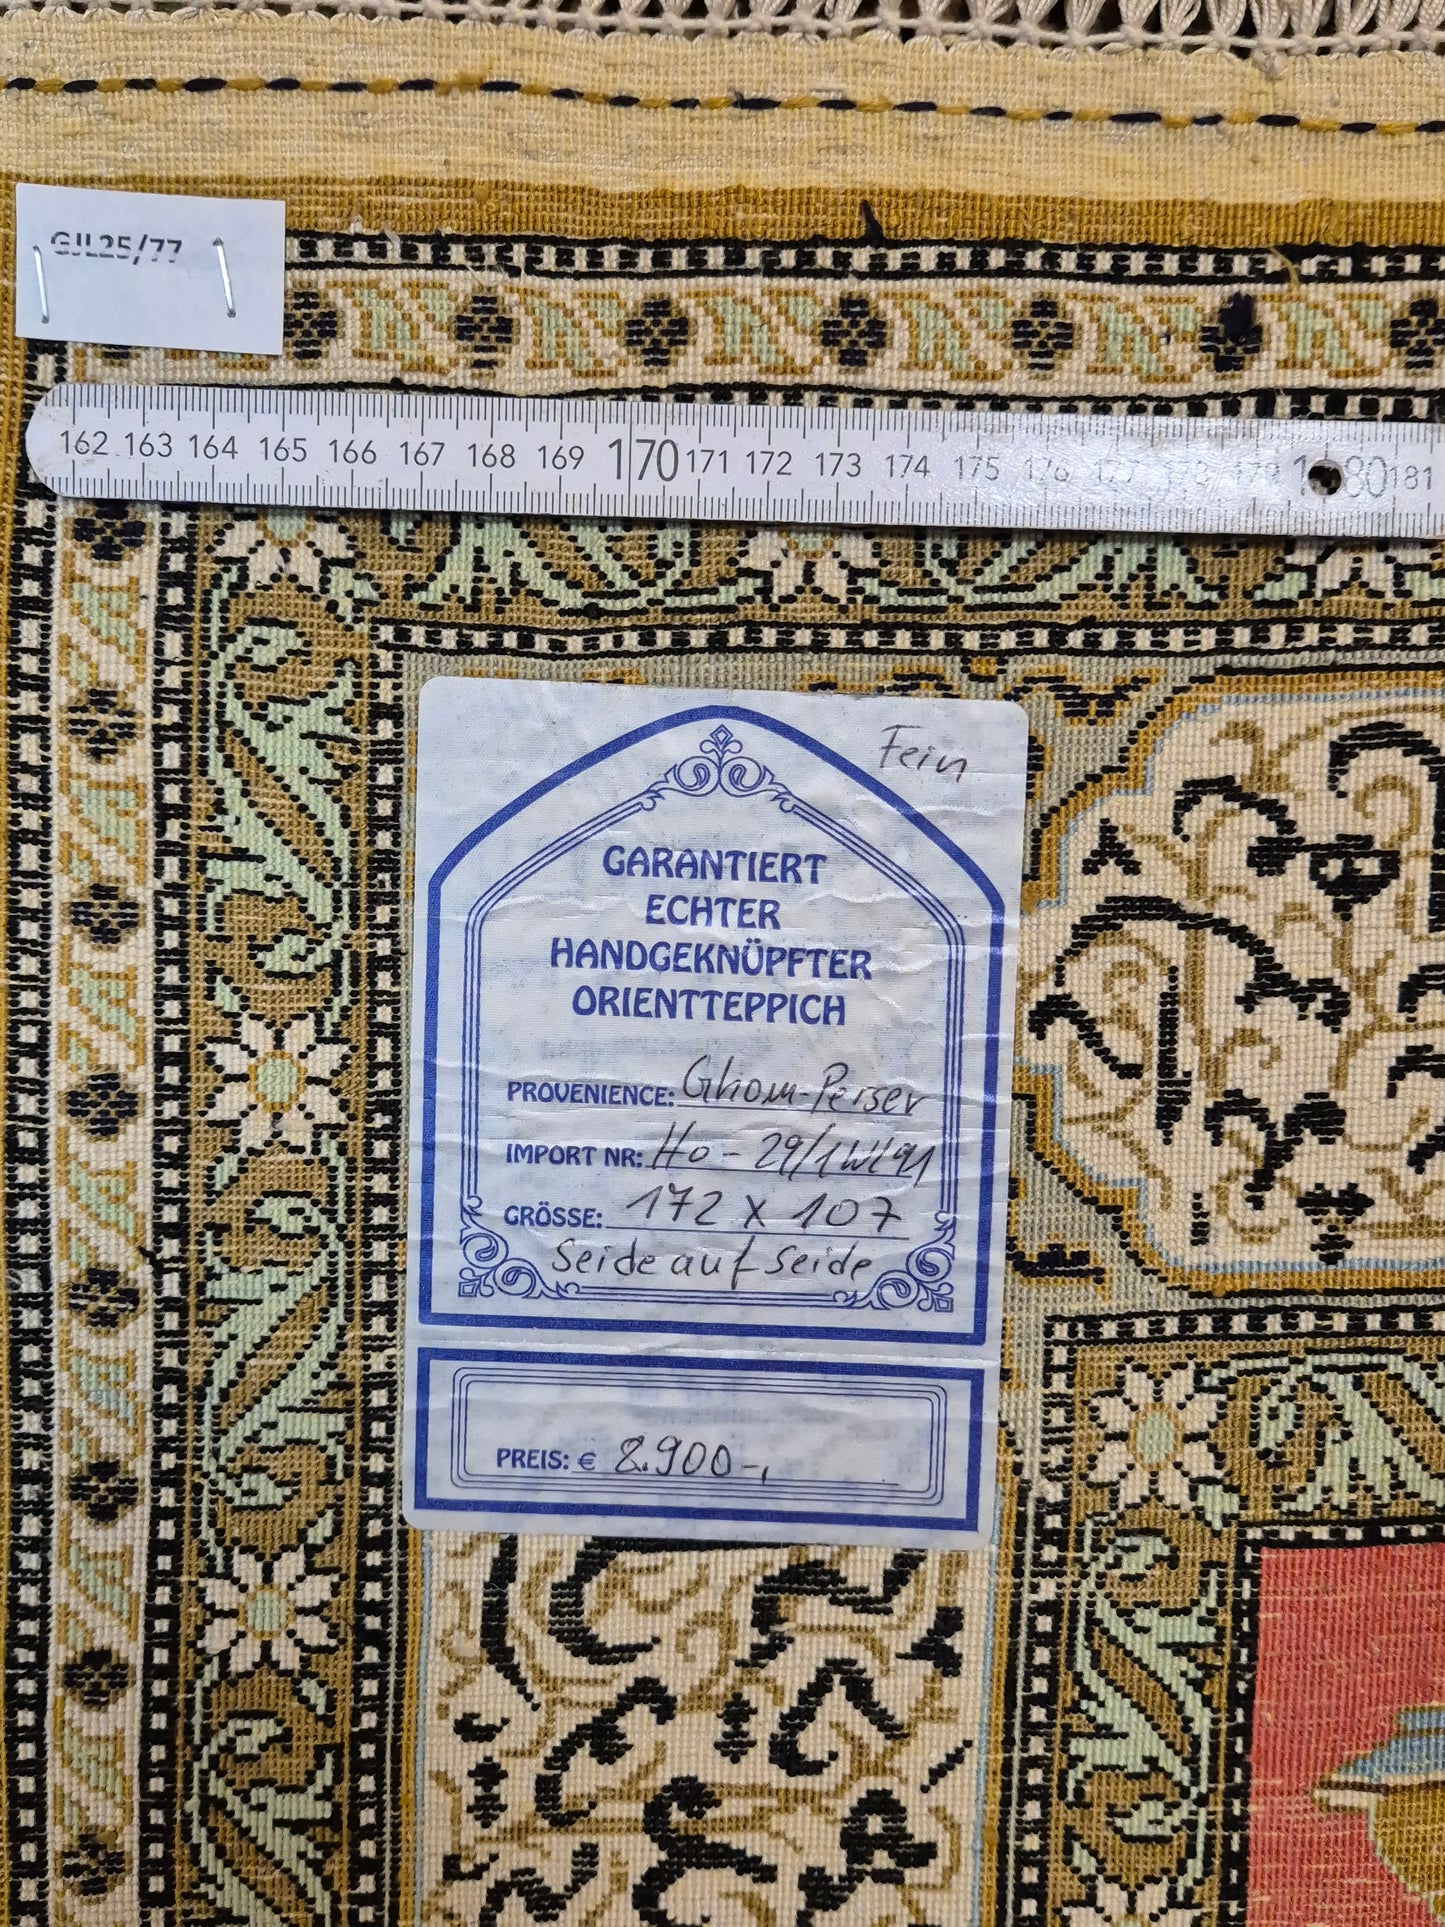 GJL25/77
162 163 164 165 166 167 168 169 170 171 172 173 174 175 176 177 178 179 180 181
Fein
GARANTIERT
ECHTER
HANDGEKNÜPFTER
ORIENTTEPPICH
PROVENIENCE: Ghom-Perser
IMPORT NR: Ho - 29/1
GRÖSSE: 172 x 107
Seide auf Seide
PREIS: € 8.900-,